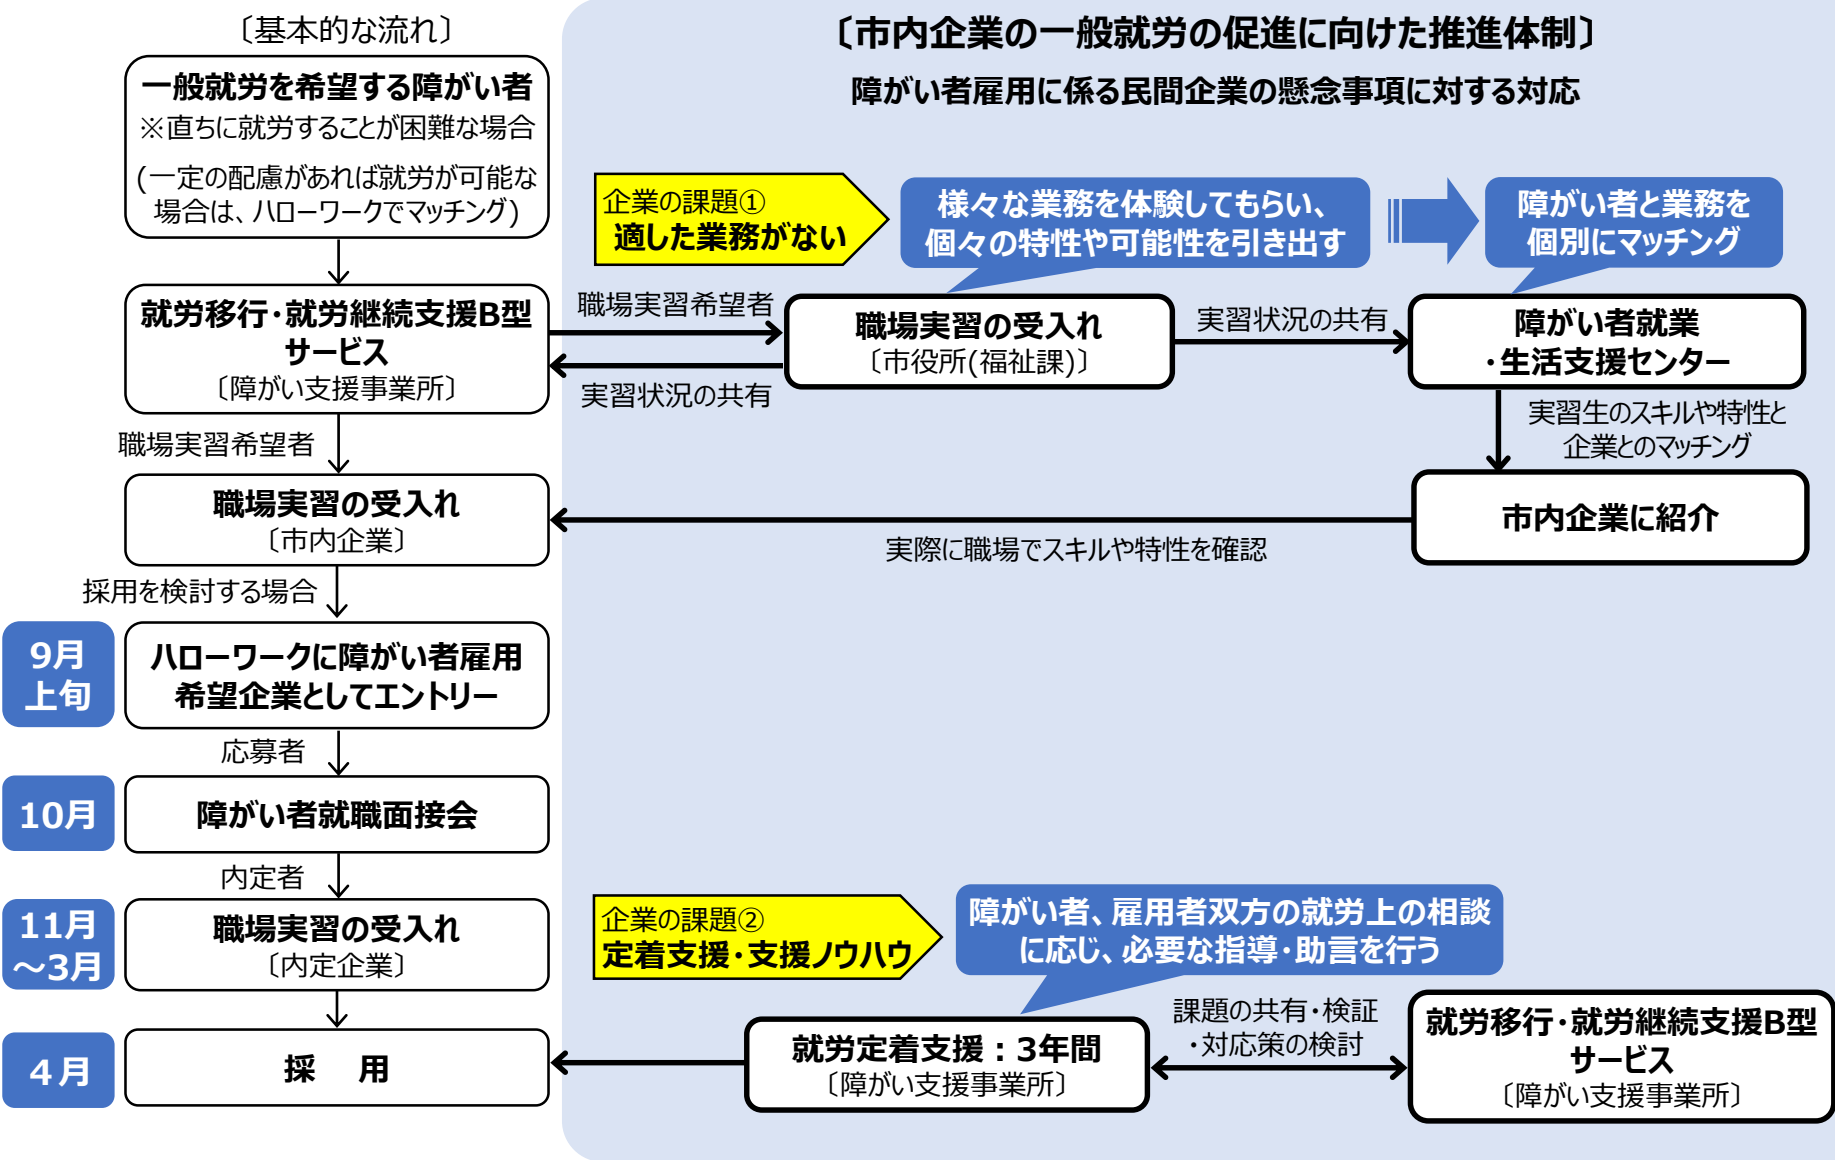 〔基本的な流れ〕
一般就労を希望する障がい者
※直ちに就労することが困難な場合
(一定の配慮があれば就労が可能な
場合は、ハローワークでマッチング)
就労移行・就労継続支援B型
サービス
〔障がい支援事業所〕
職場実習希望者
職場実習の受入れ
〔市内企業〕
採用を検討する場合
9月
上旬
ハローワークに障がい者雇用
希望企業としてエントリー
応募者
10月
障がい者就職面接会
内定者
11月
～3月
職場実習の受入れ
〔内定企業〕
4月
採　用
〔市内企業の一般就労の促進に向けた推進体制〕
障がい者雇用に係る民間企業の懸念事項に対する対応
企業の課題①
適した業務がない
様々な業務を体験してもらい、
個々の特性や可能性を引き出す
障がい者と業務を
個別にマッチング
職場実習希望者
実習状況の共有
職場実習の受入れ
〔市役所(福祉課)〕
実習状況の共有
障がい者就業
・生活支援センター
実習生のスキルや特性と
企業とのマッチング
市内企業に紹介
実際に職場でスキルや特性を確認
企業の課題②
定着支援・支援ノウハウ
障がい者、雇用者双方の就労上の相談
に応じ、必要な指導・助言を行う
就労定着支援：3年間
〔障がい支援事業所〕
課題の共有・検証
・対応策の検討
就労移行・就労継続支援B型
サービス
〔障がい支援事業所〕